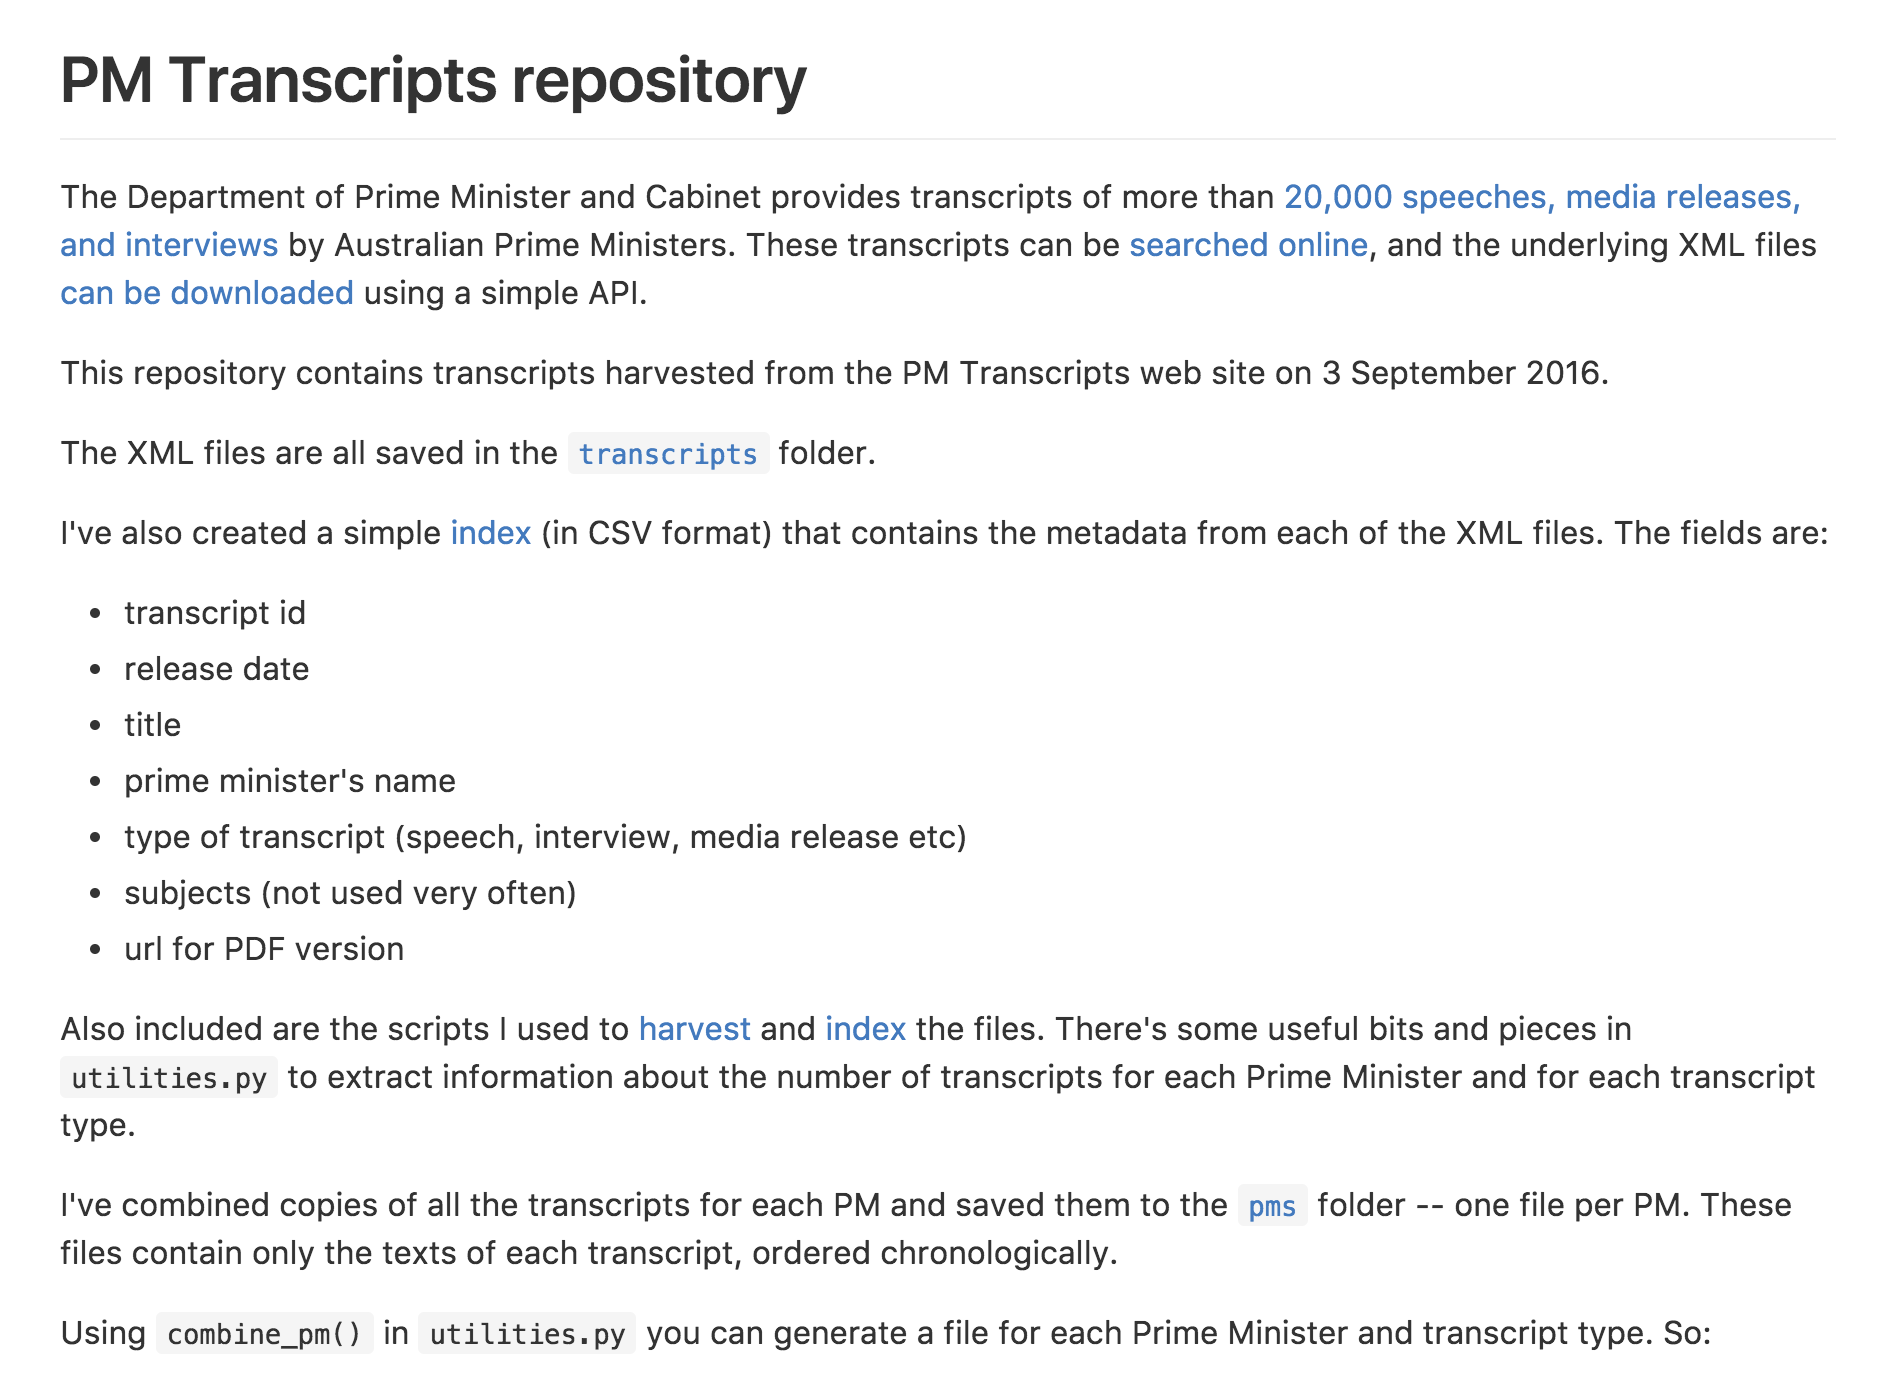 PM Transcripts repository
The Department of Prime Minister and Cabinet provides transcripts of more than 20,000 speeches, media releases,
and interviews by Australian Prime Ministers. These transcripts can be searched online, and the underlying XML files
can be downloaded using a simple API.
This repository contains transcripts harvested from the PM Transcripts web site on 3 September 2016.
The XML files are all saved in the transcripts folder.
I've also created a simple index (in CSV format) that contains the metadata from each of the XML files. The fields are:
• transcript id
• release date
• title
• prime minister's name
• type of transcript (speech, interview, media release etc)
• subjects (not used very often)
• url for PDF version
Also included are the scripts I used to harvest and index the files. There's some useful bits and pieces in
utilities.py to extract information about the number of transcripts for each Prime Minister and for each transcript
type.
I've combined copies of all the transcripts for each PM and saved them to the pms folder -- one file per PM. These
files contain only the texts of each transcript, ordered chronologically.
Using combine_pm() in utilities.py you can generate a file for each Prime Minister and transcript type. So: